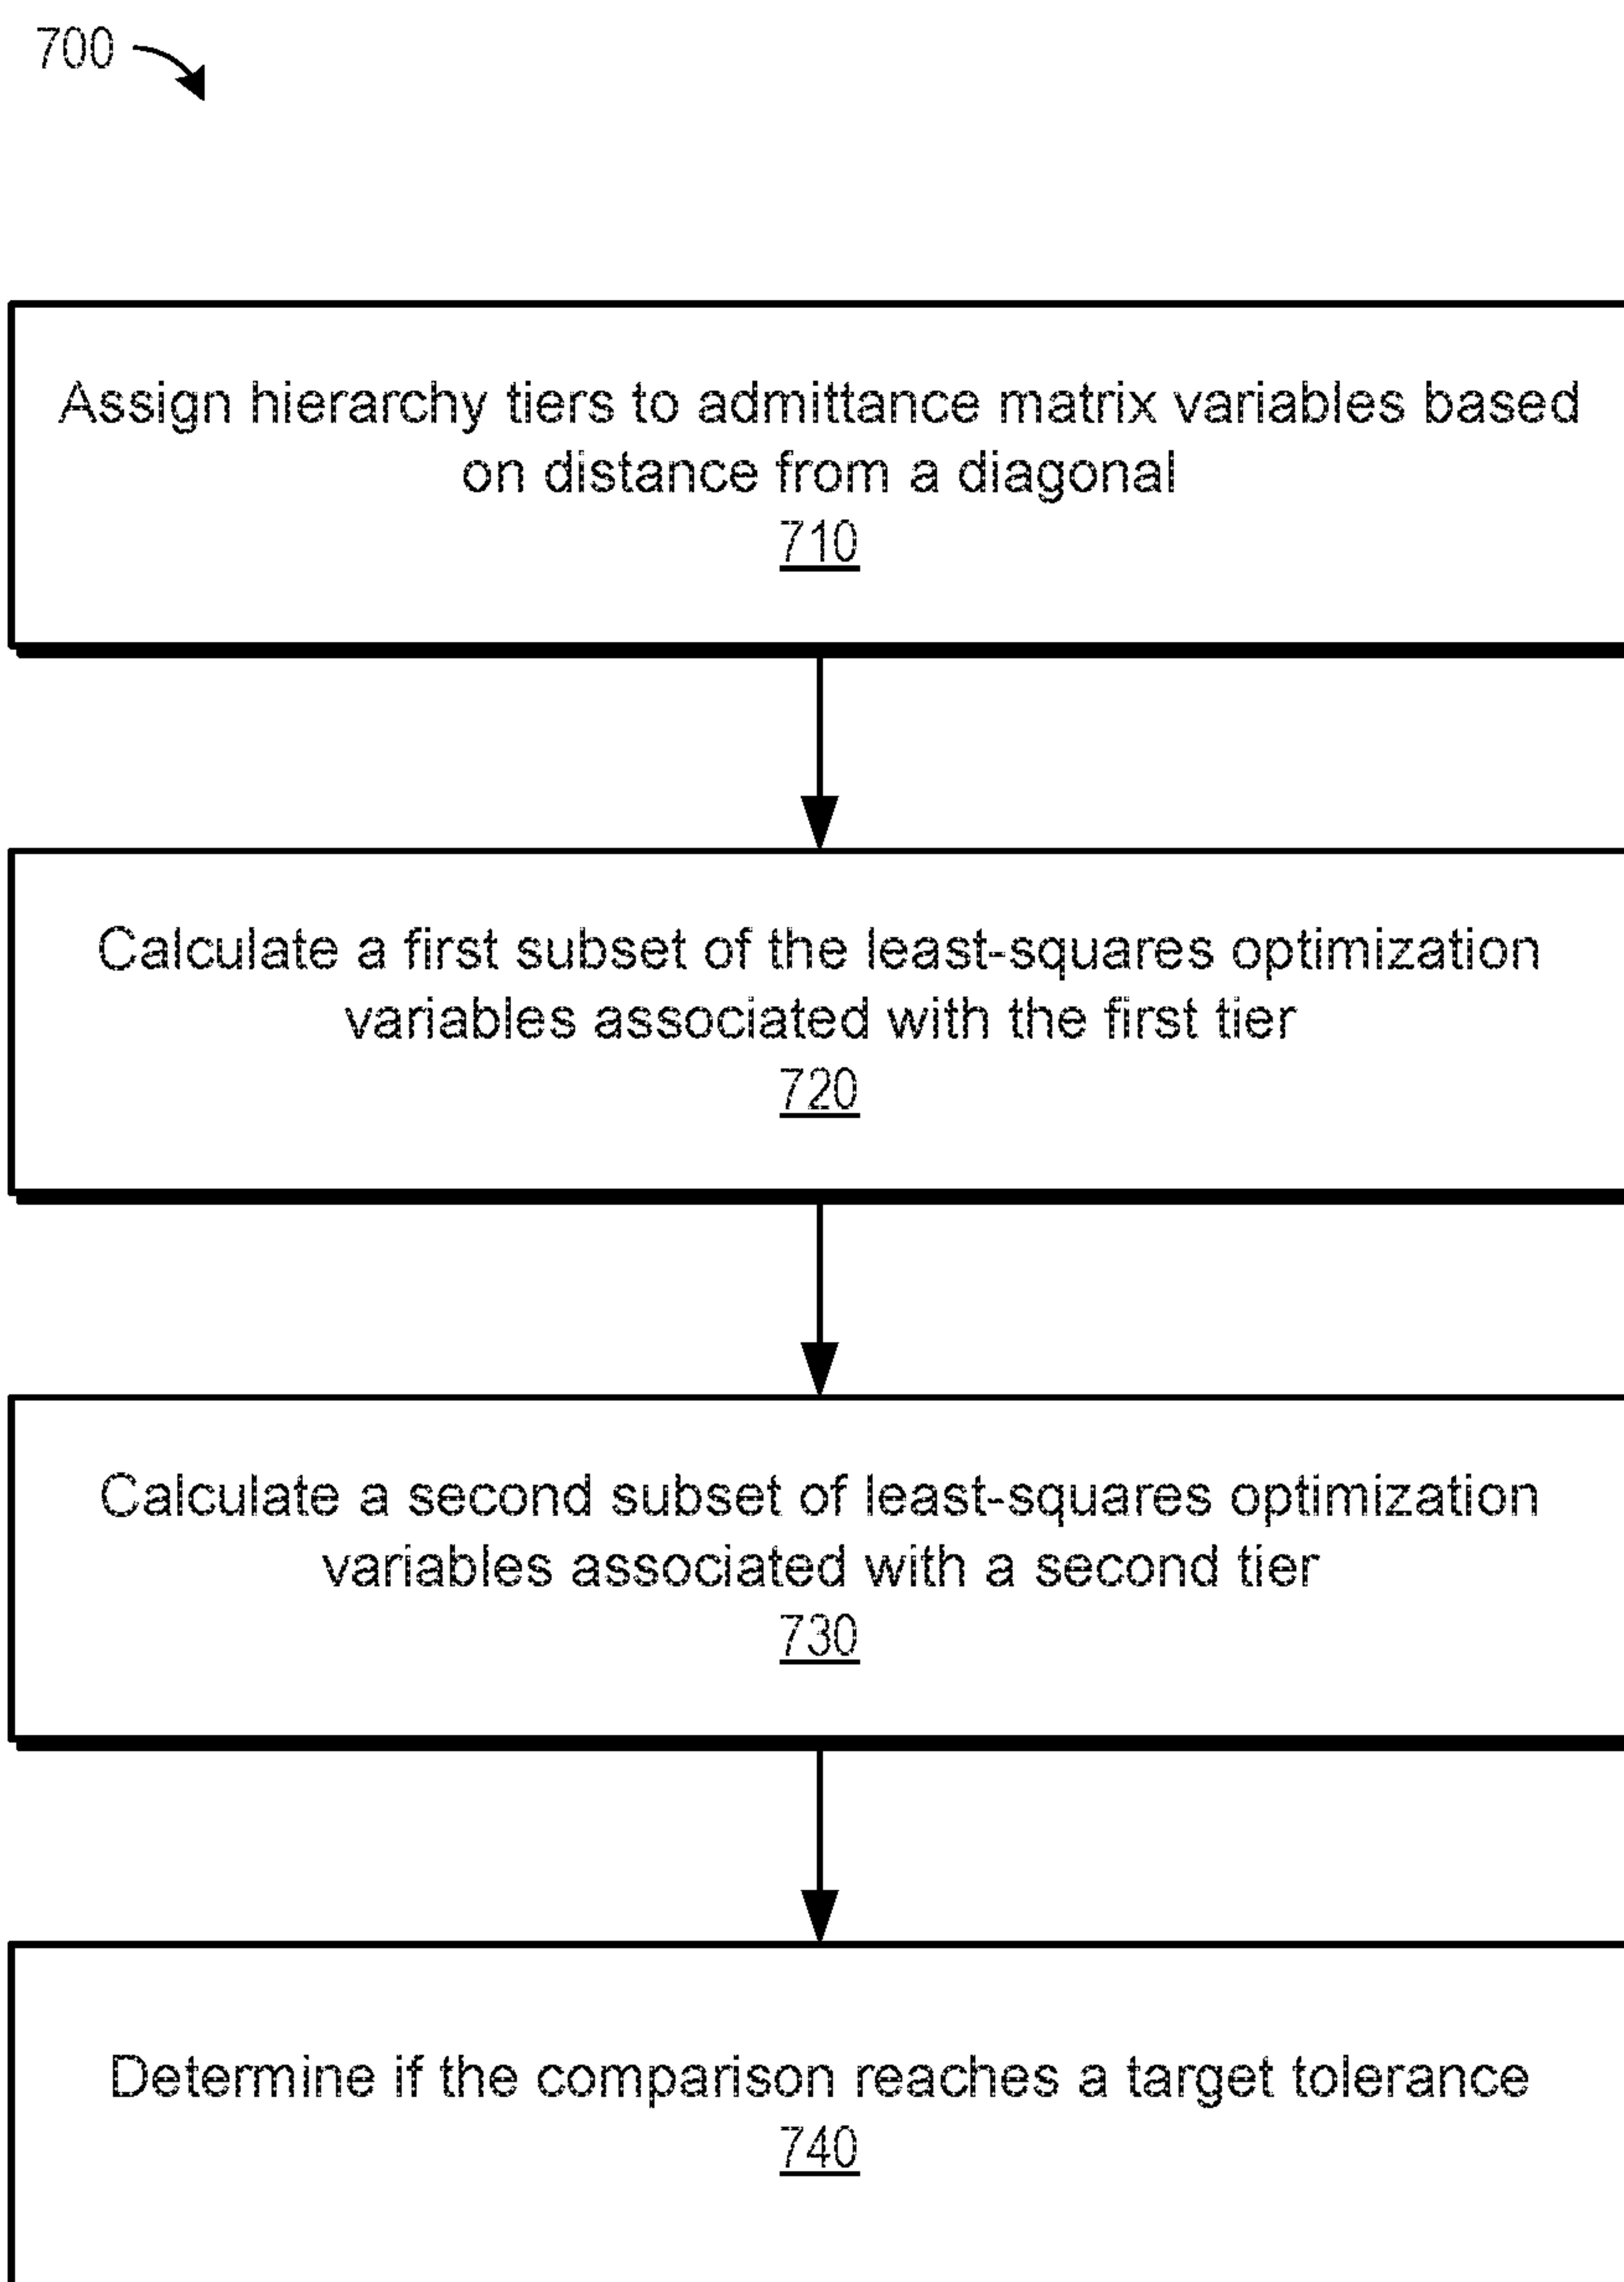 700
Assign hierarchy tiers to admittance matrix variables based
on distance from a diagonal
710
Calculate a first subset of the least-squares optimization
variables associated with the first tier
720
Calculate a second subset of least-squares optimization
variables associated with a second tier
730
Determine if the comparison reaches a target tolerance
740